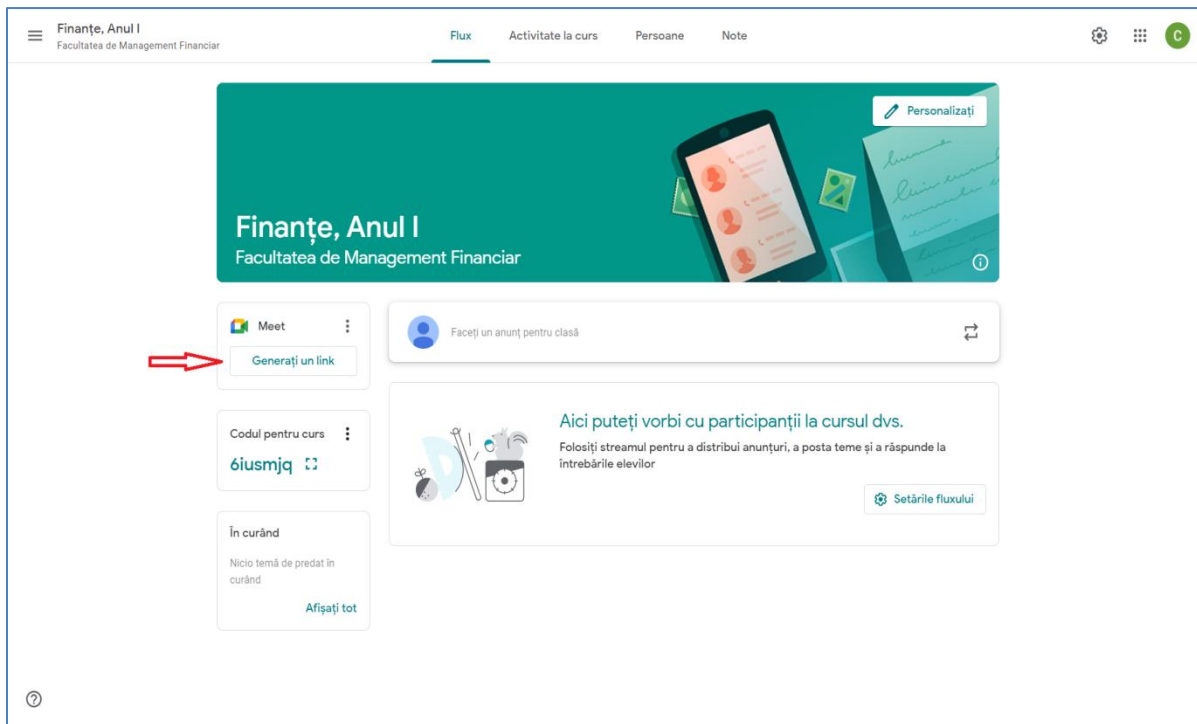 Finanțe, Anul I
Facultatea de Management Financiar
Flux Activitate la curs Persoane Note
C
Personalizați
Finanțe, Anul I
Facultatea de Management Financiar
Meet
Generați un link
Faceți un anunț pentru clasă
Codul pentru curs
6iusmjq
Aici puteți vorbi cu participanții la cursul dvs.
Folosiți streamul pentru a distribui anunțuri, a posta teme și a răspunde la
întrebările elevilor
Setările fluxului
În curând
Nicio temă de predat în
curând
Afișați tot